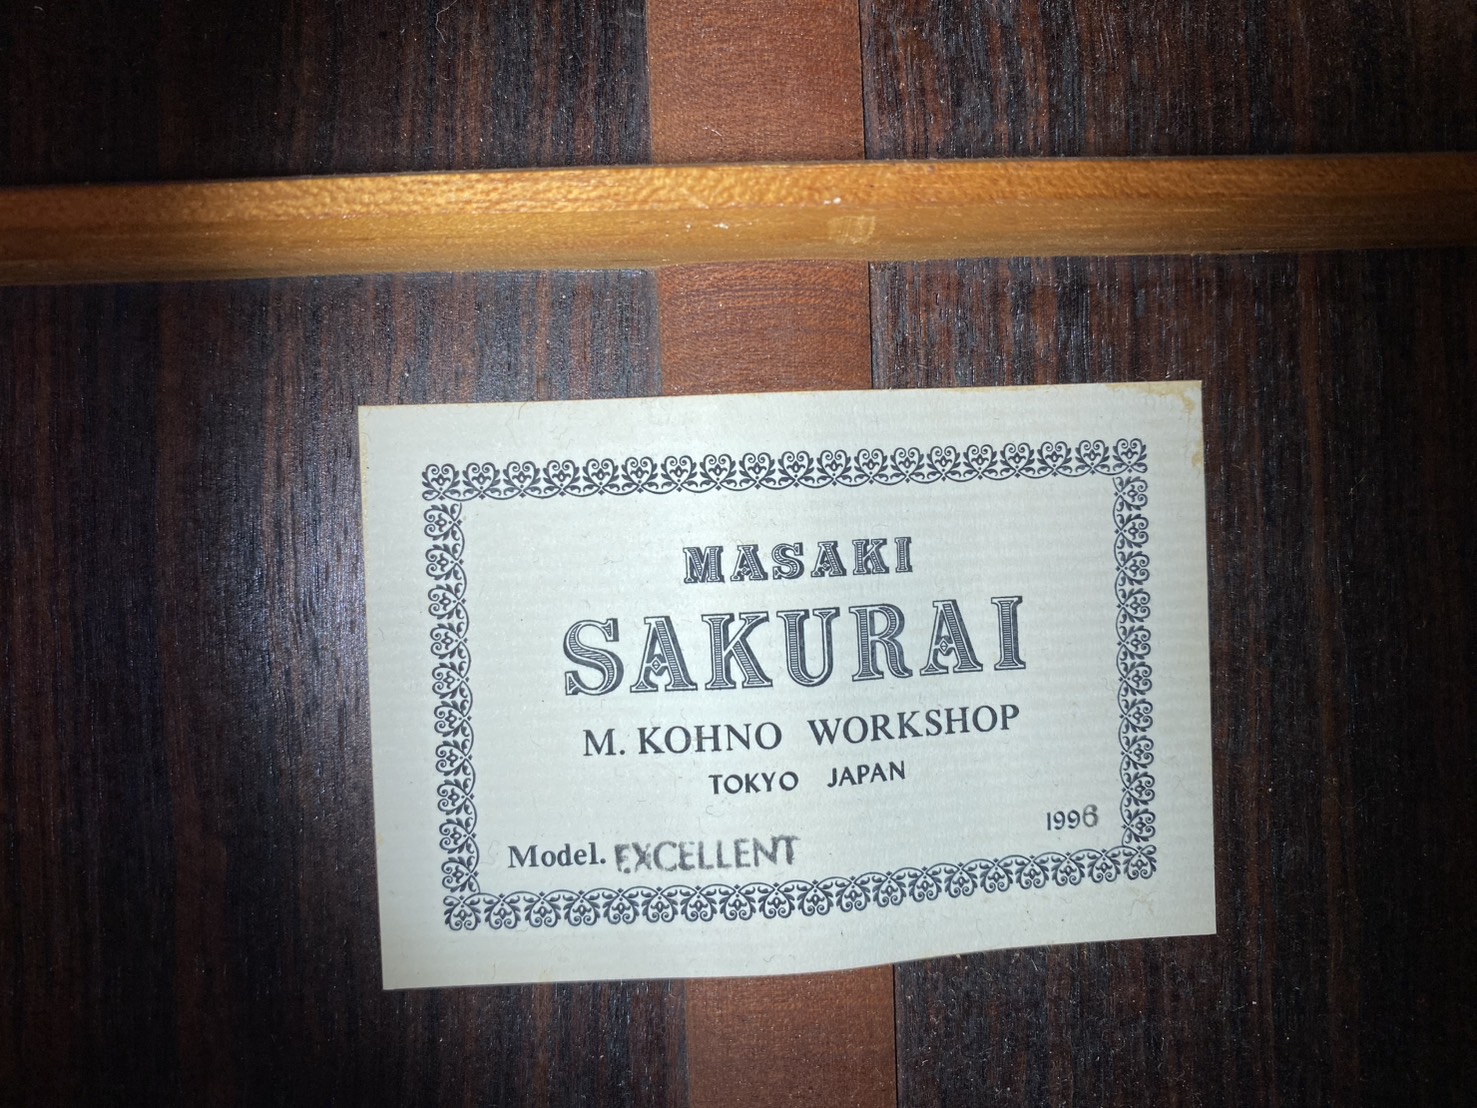 MASAKI
SAKURAI
M. KOHNO WORKSHOP
TOKYO JAPAN
1996
Model. EXCELLENT